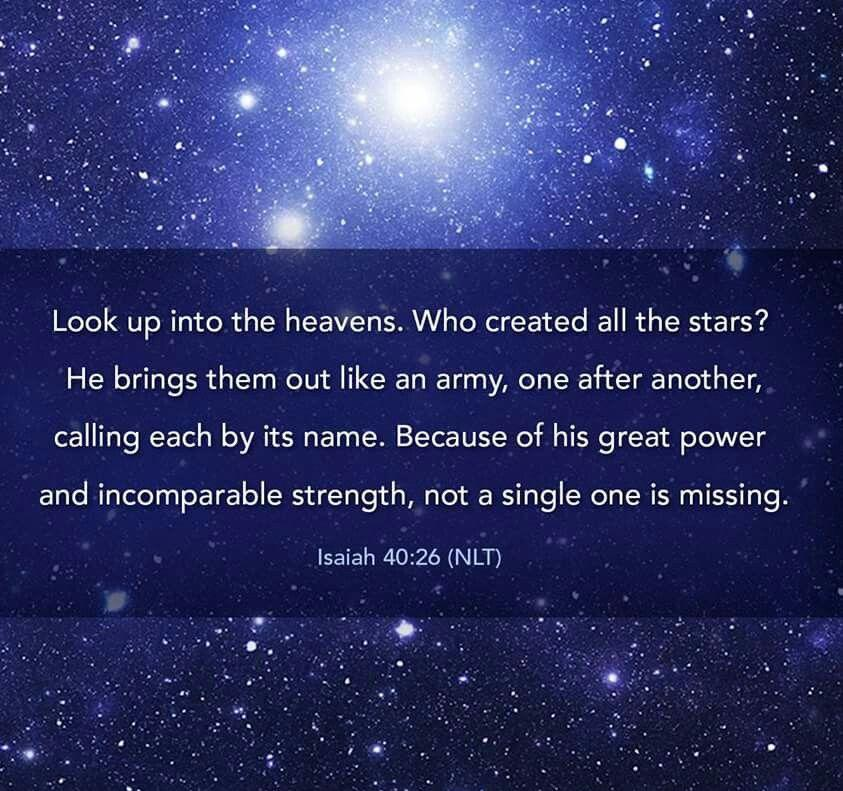 Look up into the heavens. Who created all the stars?
He brings them out like an army, one after another,
calling each by its name. Because of his great power
and incomparable strength, not a single one is missing.
Isaiah 40:26 (NLT)